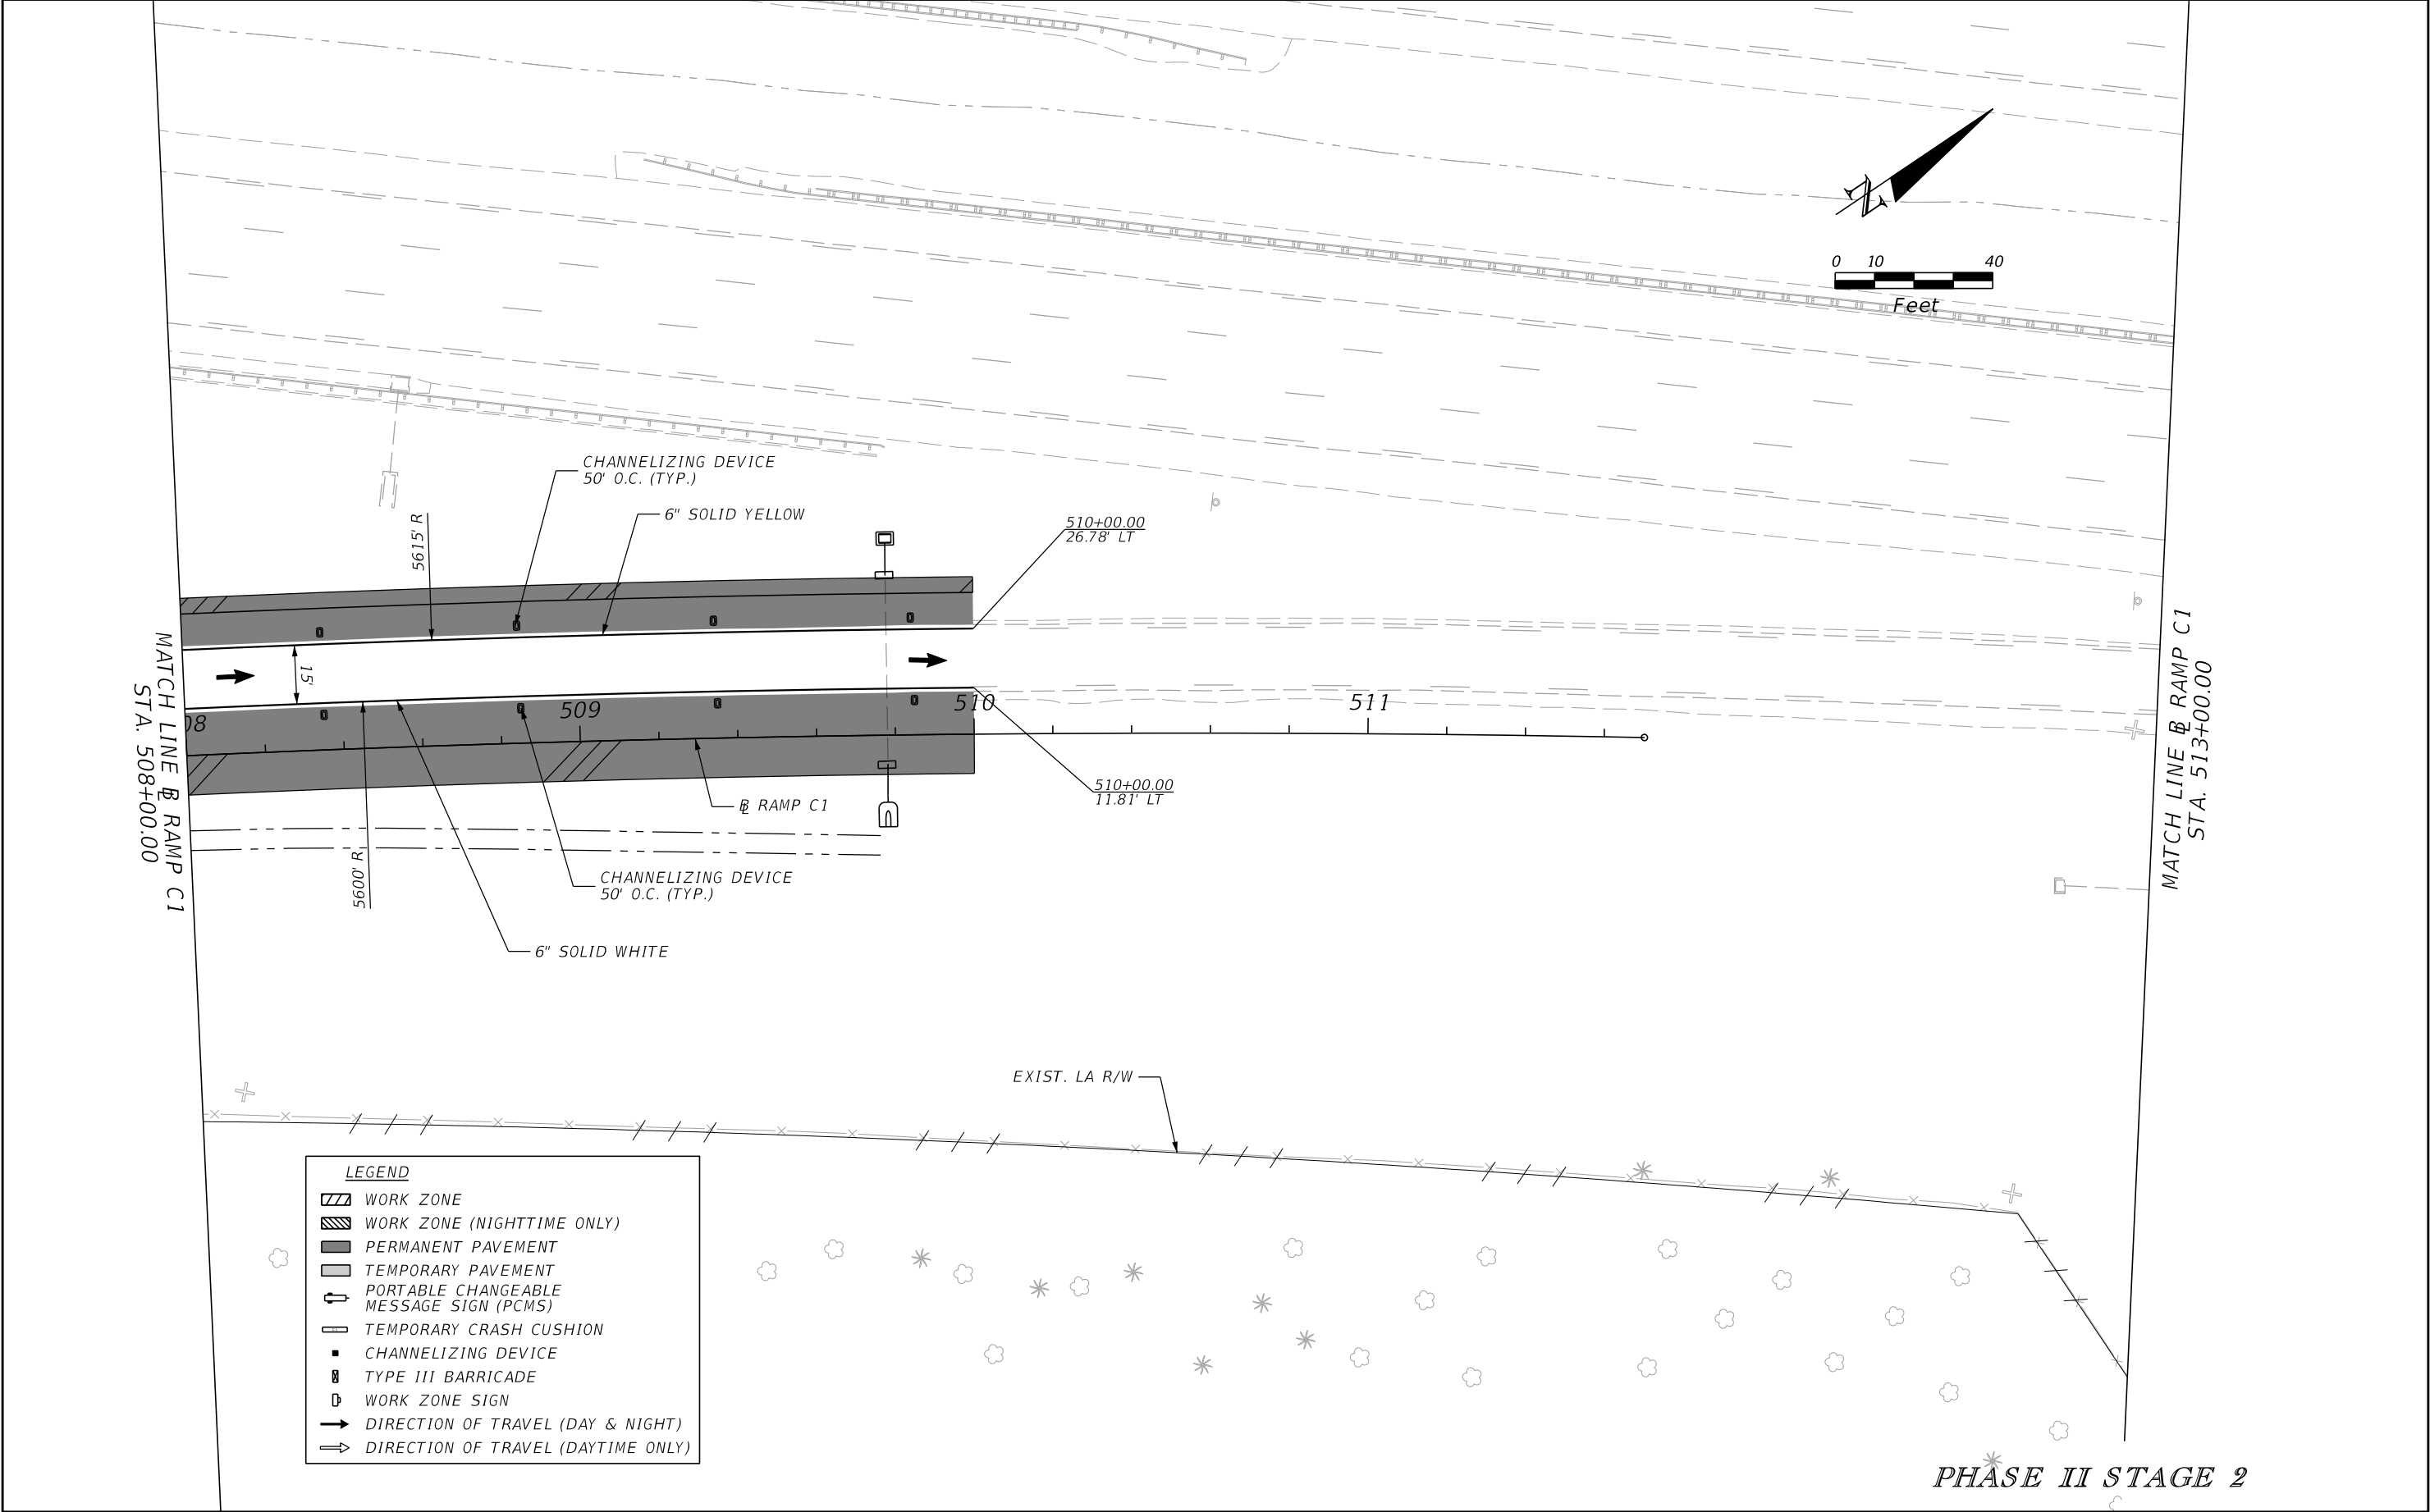 N
0 10 40
Feet
CHANNELIZING DEVICE
50' O.C. (TYP.)
6" SOLID YELLOW
5615' R
510+00.00
26.78' LT
15'
08
509
510
511
MATCH LINE BL RAMP C1
STA. 508+00.00
MATCH LINE BL RAMP C1
STA. 513+00.00
510+00.00
11.81' LT
BL RAMP C1
5600' R
CHANNELIZING DEVICE
50' O.C. (TYP.)
6" SOLID WHITE
EXIST. LA R/W
LEGEND
WORK ZONE
WORK ZONE (NIGHTTIME ONLY)
PERMANENT PAVEMENT
TEMPORARY PAVEMENT
PORTABLE CHANGEABLE
MESSAGE SIGN (PCMS)
TEMPORARY CRASH CUSHION
CHANNELIZING DEVICE
TYPE III BARRICADE
WORK ZONE SIGN
DIRECTION OF TRAVEL (DAY & NIGHT)
DIRECTION OF TRAVEL (DAYTIME ONLY)
PHASE II STAGE 2